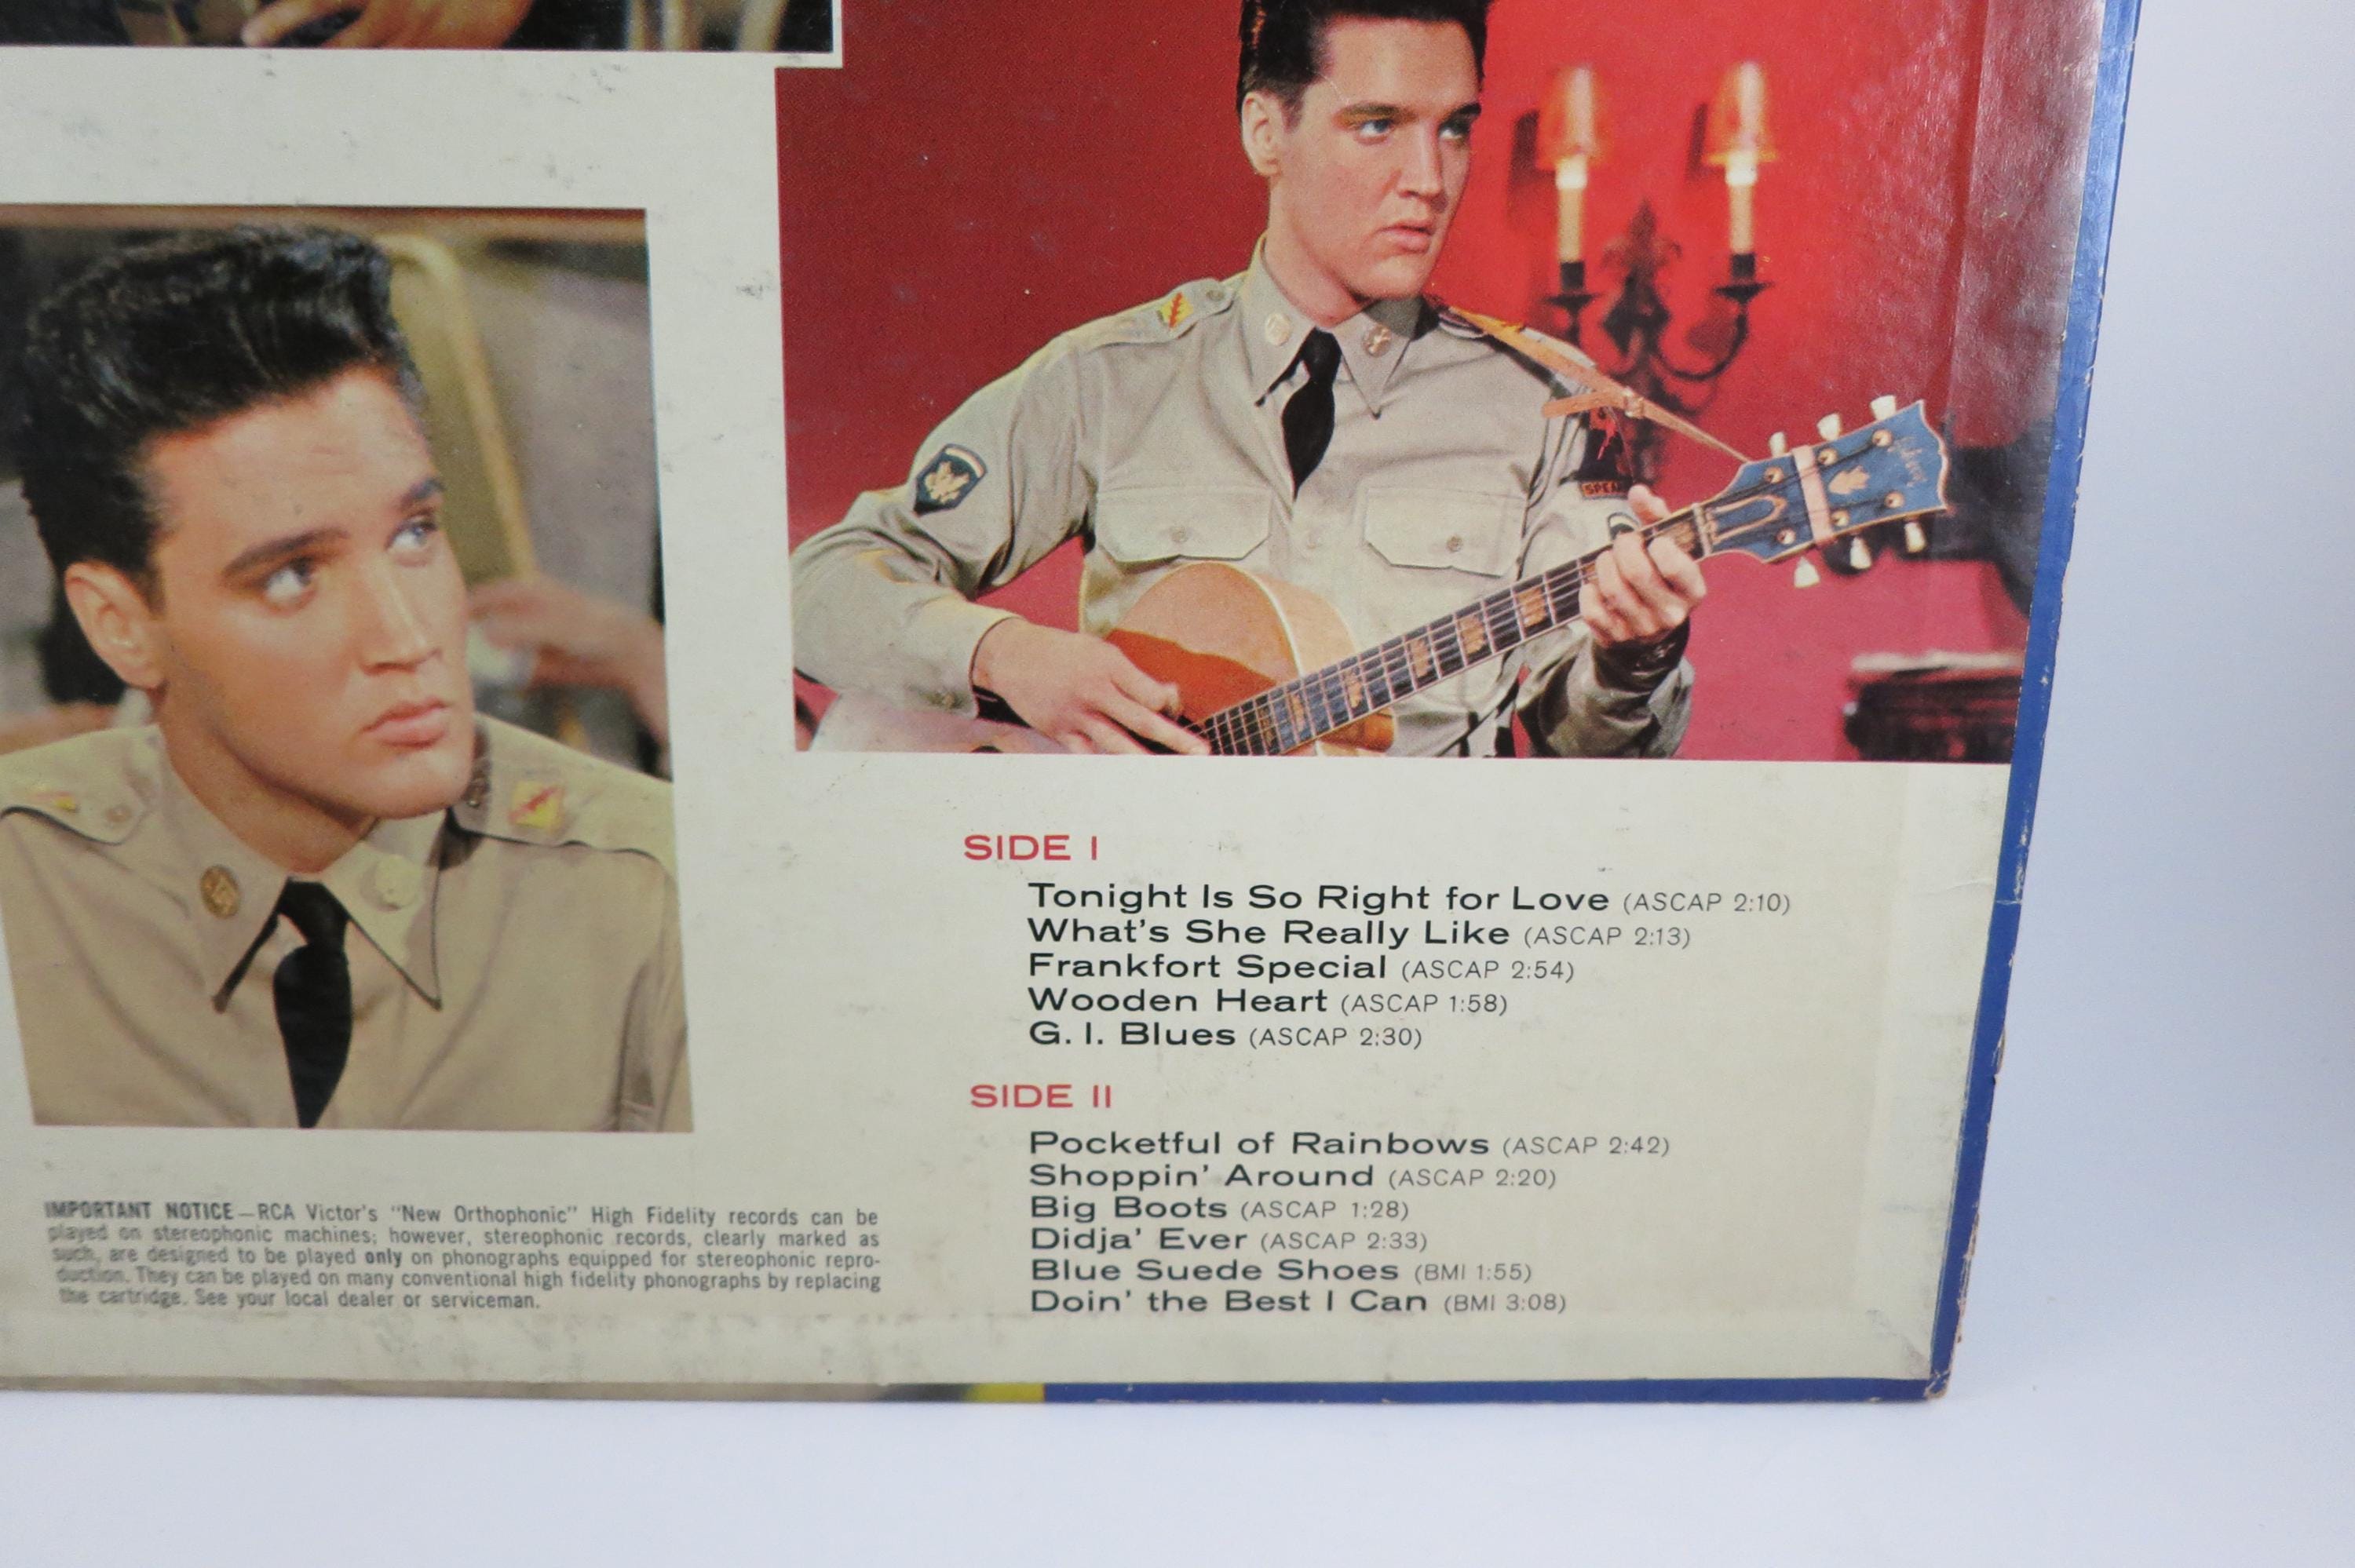 Gibson
SPEA
SIDE I
Tonight Is So Right for Love (ASCAP 2:10)
What's She Really Like (ASCAP 2:13)
Frankfort Special (ASCAP 2:54)
Wooden Heart (ASCAP 1:58)
G. I. Blues (ASCAP 2:30)
SIDE II
Pocketful of Rainbows (ASCAP 2:42)
Shoppin' Around (ASCAP 2:20)
Big Boots (ASCAP 1:28)
Didja' Ever (ASCAP 2:33)
Blue Suede Shoes (BMI 1:55)
Doin' the Best I Can (BMI 3:08)
IMPORTANT NOTICE—RCA Victor's "New Orthophonic" High Fidelity records can be
played on stereophonic machines; however, stereophonic records, clearly marked as
such, are designed to be played only on phonographs equipped for stereophonic repro-
duction. They can be played on many conventional high fidelity phonographs by replacing
the cartridge. See your local dealer or serviceman.